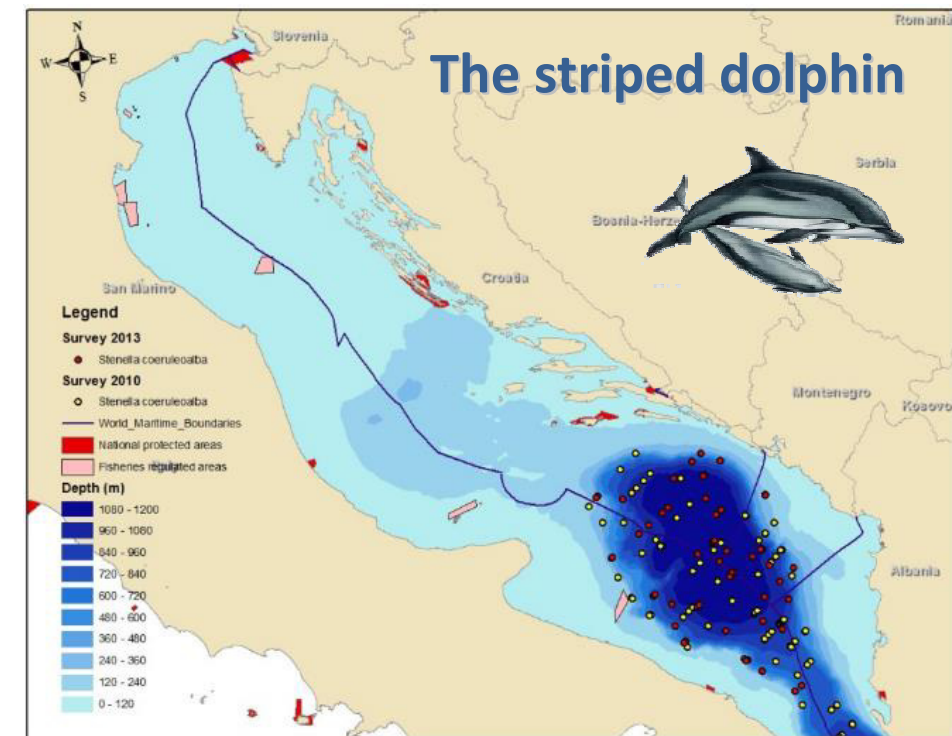 N
W E
S
Slovenia
Romania
The striped dolphin
Serbia
Bosnia-Herze
Croatia
San Marino
Montenegro
Kosovo
Albania
Legend
Survey 2013
Stenella coeruleoalba
Survey 2010
Stenella coeruleoalba
World_Maritime_Boundaries
National protected areas
Fisheries regulated areas
Depth (m)
1080 - 1200
960 - 1080
840 - 960
720 - 840
600 - 720
480 - 600
360 - 480
240 - 360
120 - 240
0 - 120